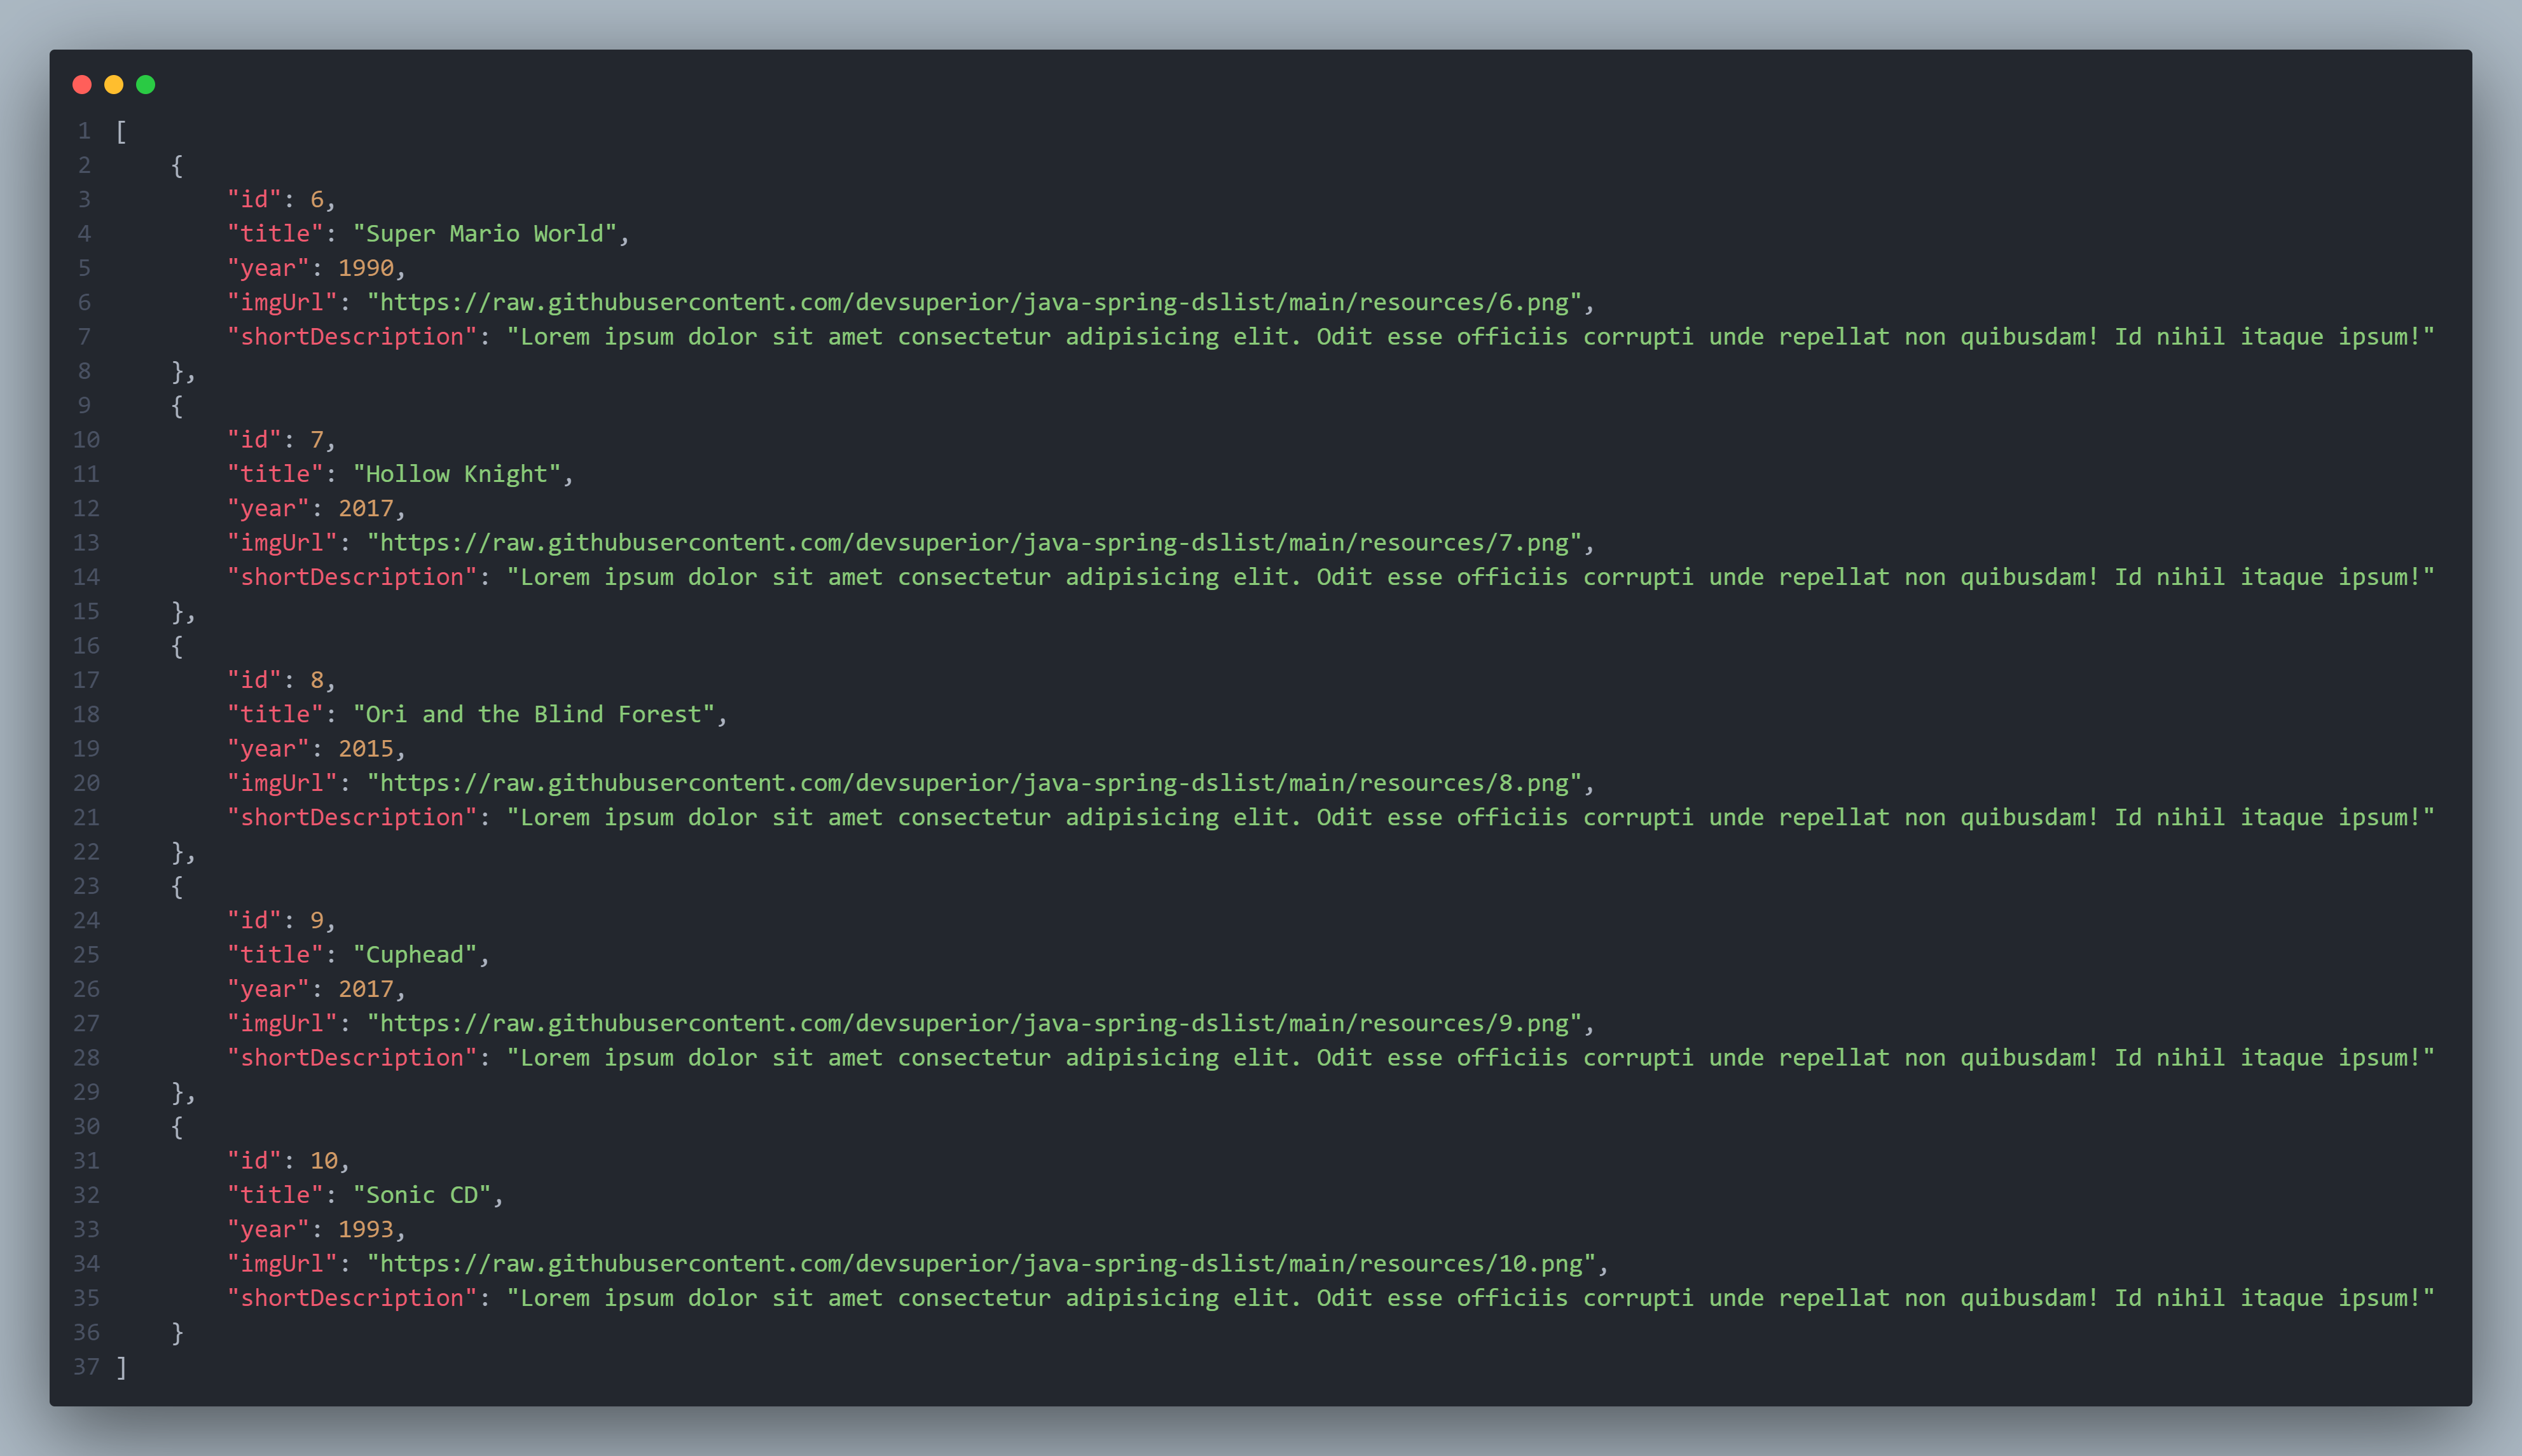 1 [
2     {
3         "id": 6,
4         "title": "Super Mario World",
5         "year": 1990,
6         "imgUrl": "https://raw.githubusercontent.com/devsuperior/java-spring-dslist/main/resources/6.png",
7         "shortDescription": "Lorem ipsum dolor sit amet consectetur adipisicing elit. Odit esse officiis corrupti unde repellat non quibusdam! Id nihil itaque ipsum!"
8     },
9     {
10         "id": 7,
11         "title": "Hollow Knight",
12         "year": 2017,
13         "imgUrl": "https://raw.githubusercontent.com/devsuperior/java-spring-dslist/main/resources/7.png",
14         "shortDescription": "Lorem ipsum dolor sit amet consectetur adipisicing elit. Odit esse officiis corrupti unde repellat non quibusdam! Id nihil itaque ipsum!"
15     },
16     {
17         "id": 8,
18         "title": "Ori and the Blind Forest",
19         "year": 2015,
20         "imgUrl": "https://raw.githubusercontent.com/devsuperior/java-spring-dslist/main/resources/8.png",
21         "shortDescription": "Lorem ipsum dolor sit amet consectetur adipisicing elit. Odit esse officiis corrupti unde repellat non quibusdam! Id nihil itaque ipsum!"
22     },
23     {
24         "id": 9,
25         "title": "Cuphead",
26         "year": 2017,
27         "imgUrl": "https://raw.githubusercontent.com/devsuperior/java-spring-dslist/main/resources/9.png",
28         "shortDescription": "Lorem ipsum dolor sit amet consectetur adipisicing elit. Odit esse officiis corrupti unde repellat non quibusdam! Id nihil itaque ipsum!"
29     },
30     {
31         "id": 10,
32         "title": "Sonic CD",
33         "year": 1993,
34         "imgUrl": "https://raw.githubusercontent.com/devsuperior/java-spring-dslist/main/resources/10.png",
35         "shortDescription": "Lorem ipsum dolor sit amet consectetur adipisicing elit. Odit esse officiis corrupti unde repellat non quibusdam! Id nihil itaque ipsum!"
36     }
37 ]